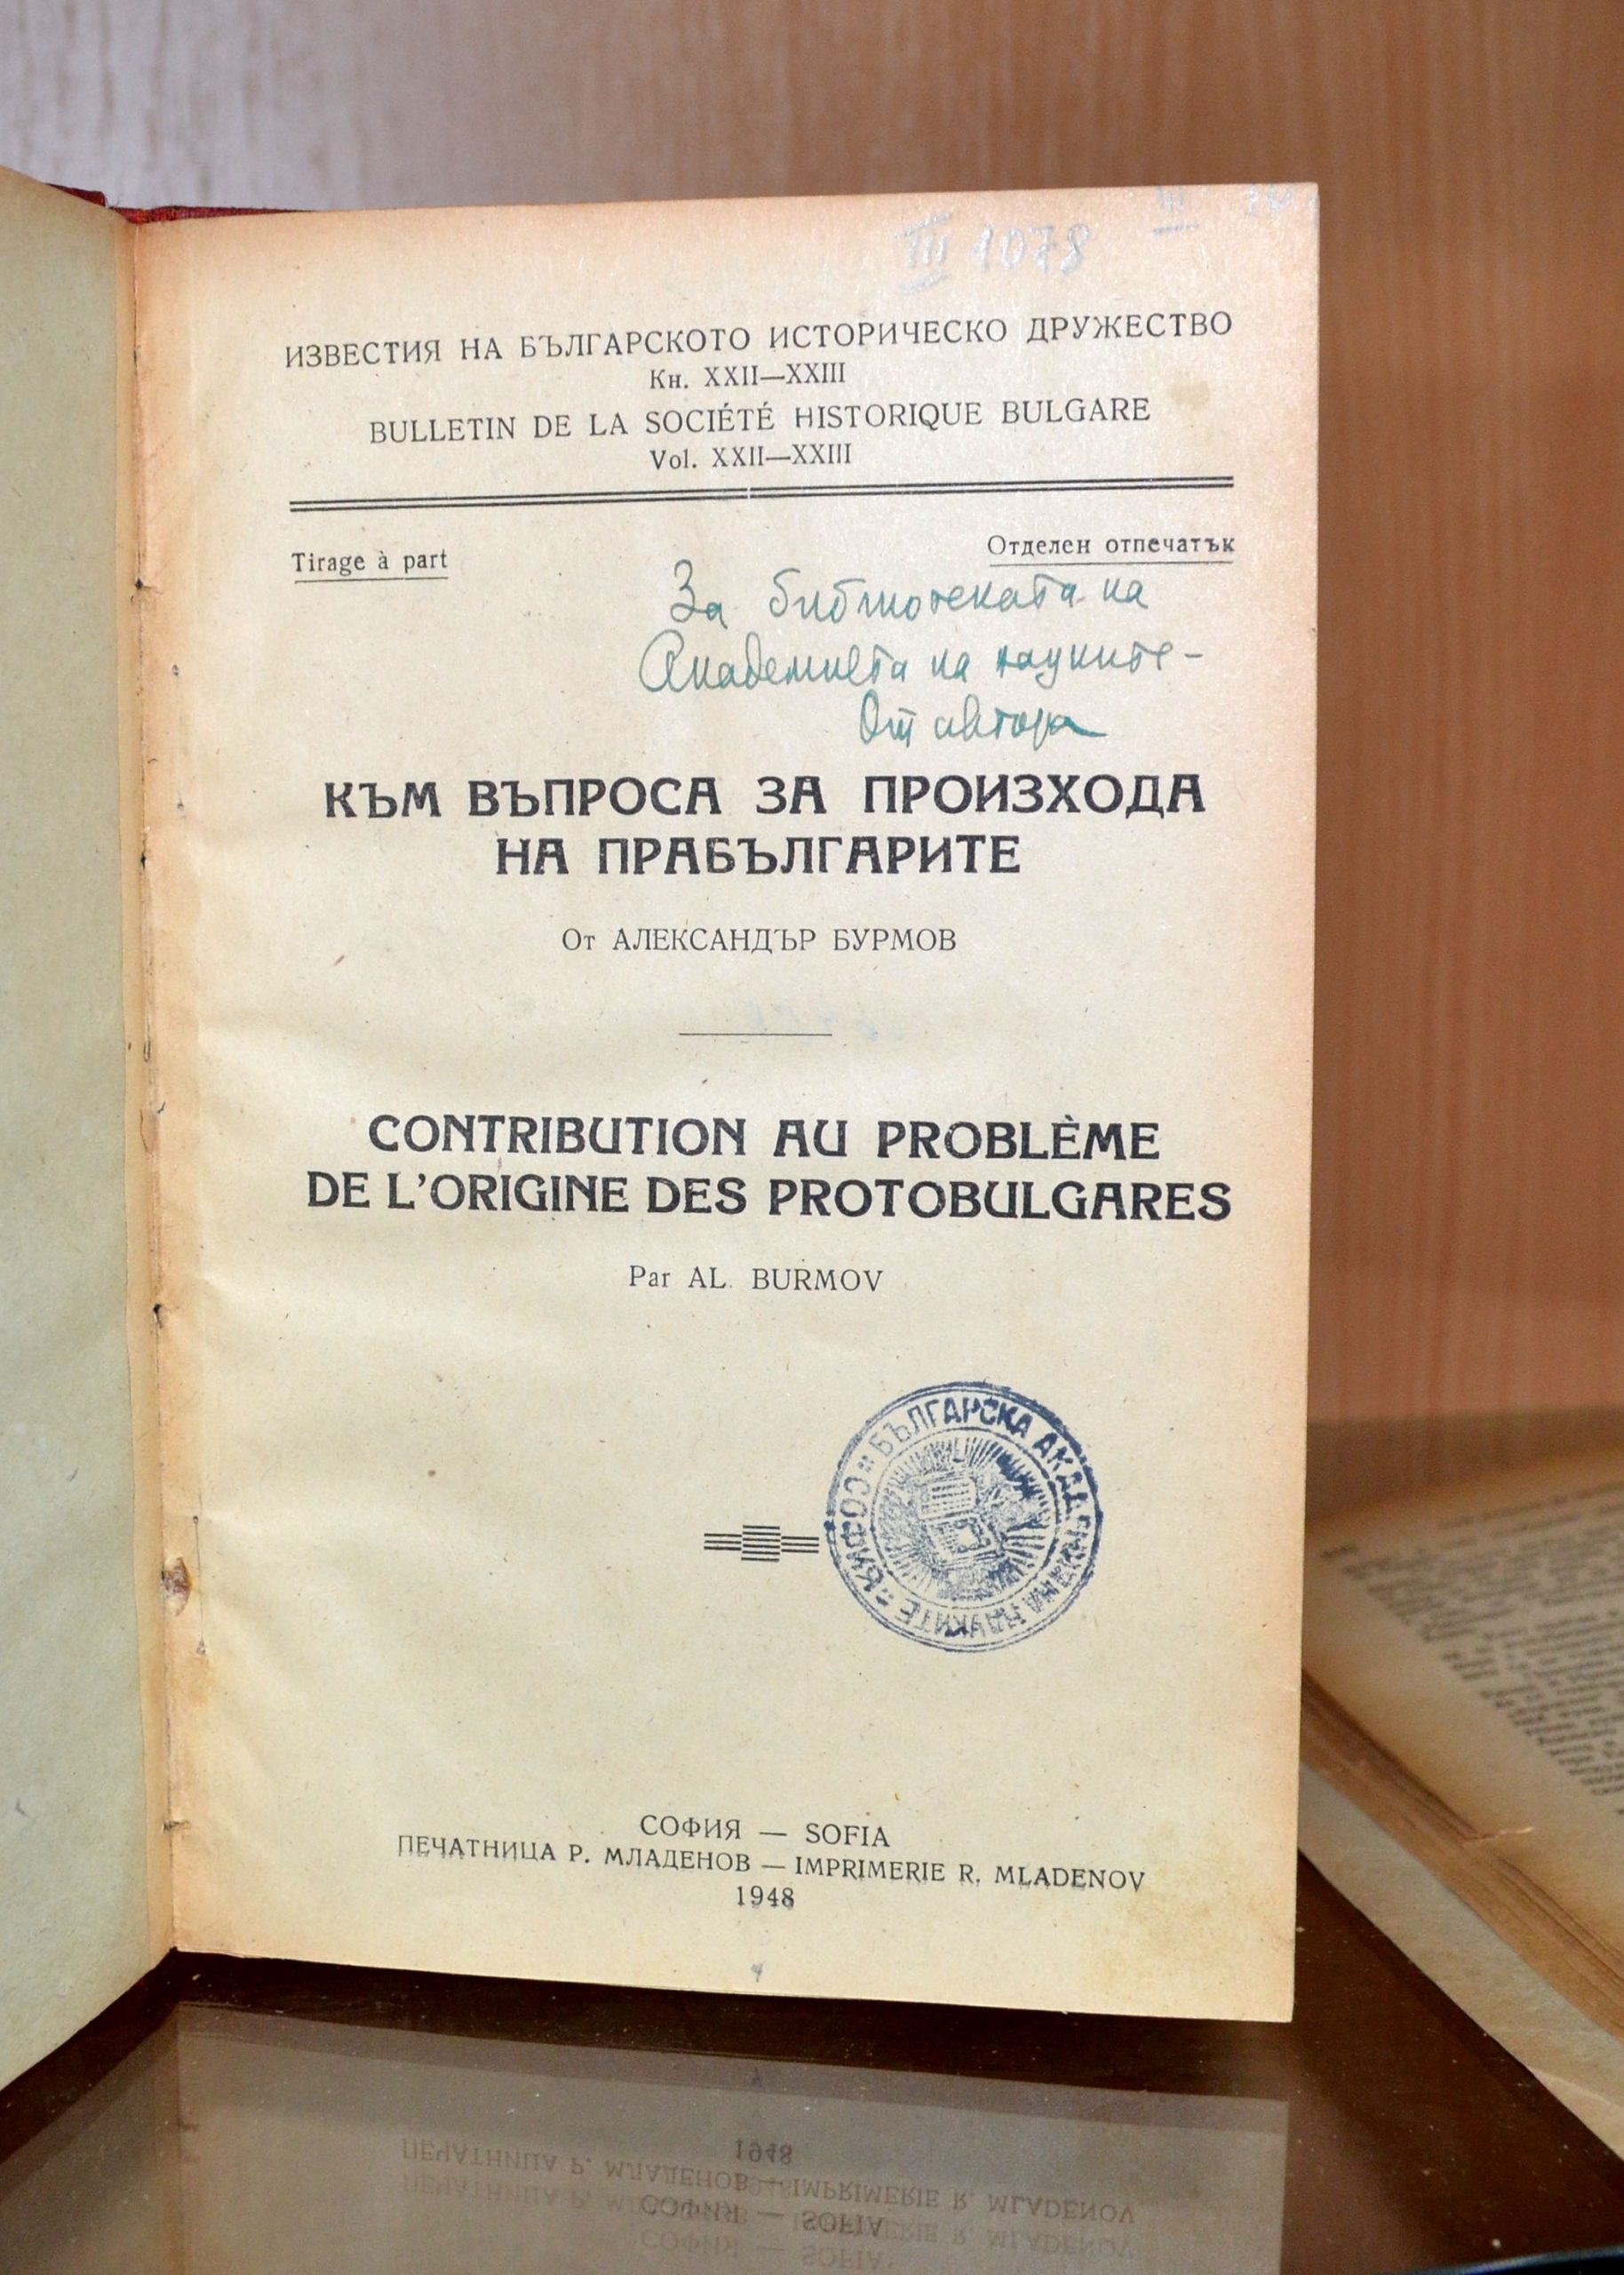 III 1078
ИЗВЕСТИЯ НА БЪЛГАРСКОТО ИСТОРИЧЕСКО ДРУЖЕСТВО
Кн. XXII—XXIII
BULLETIN DE LA SOCIÉTÉ HISTORIQUE BULGARE
Vol. XXII—XXIII
Tirage à part
Отделен отпечатък
За библиотеката на
Академията на науките -
От автора
КЪМ ВЪПРОСА ЗА ПРОИЗХОДА
НА ПРАБЪЛГАРИТЕ
От АЛЕКСАНДЪР БУРМОВ
CONTRIBUTION AU PROBLÈME
DE L'ORIGINE DES PROTOBULGARES
Par AL. BURMOV
БЪЛГАРСКА АКАДЕМИЯ НА НАУКИТЕ :: СОФИЯ ::
СОФИЯ — SOFIA
ПЕЧАТНИЦА Р. МЛАДЕНОВ — IMPRIMERIE R. MLADENOV
1948